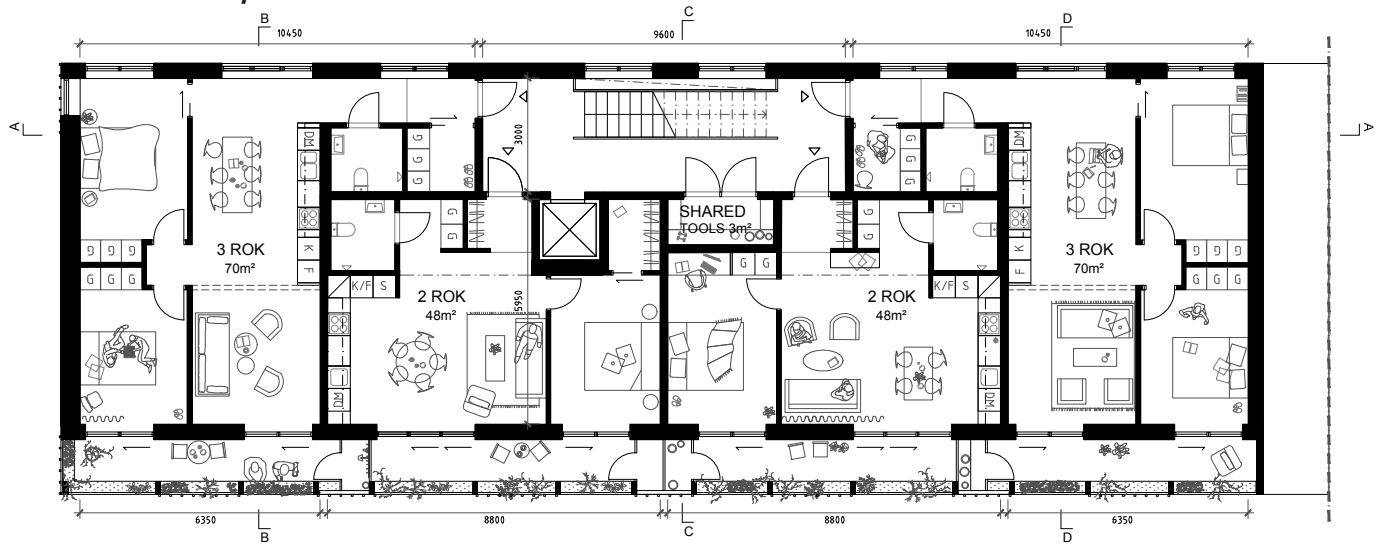 B
C
D
10450
9600
10450
A
A
3000
DM
G
G
G
G
G
G
DM
SHARED
TOOLS 3m²
3 ROK
70m²
K
F
G
G
G
G
G
G
G
G
3 ROK
70m²
K
F
G
G
G
G
G
G
K/F
S
2 ROK
48m²
5950
G
G
2 ROK
48m²
K/F
S
DM
DM
6350
8800
8800
6350
B
C
D